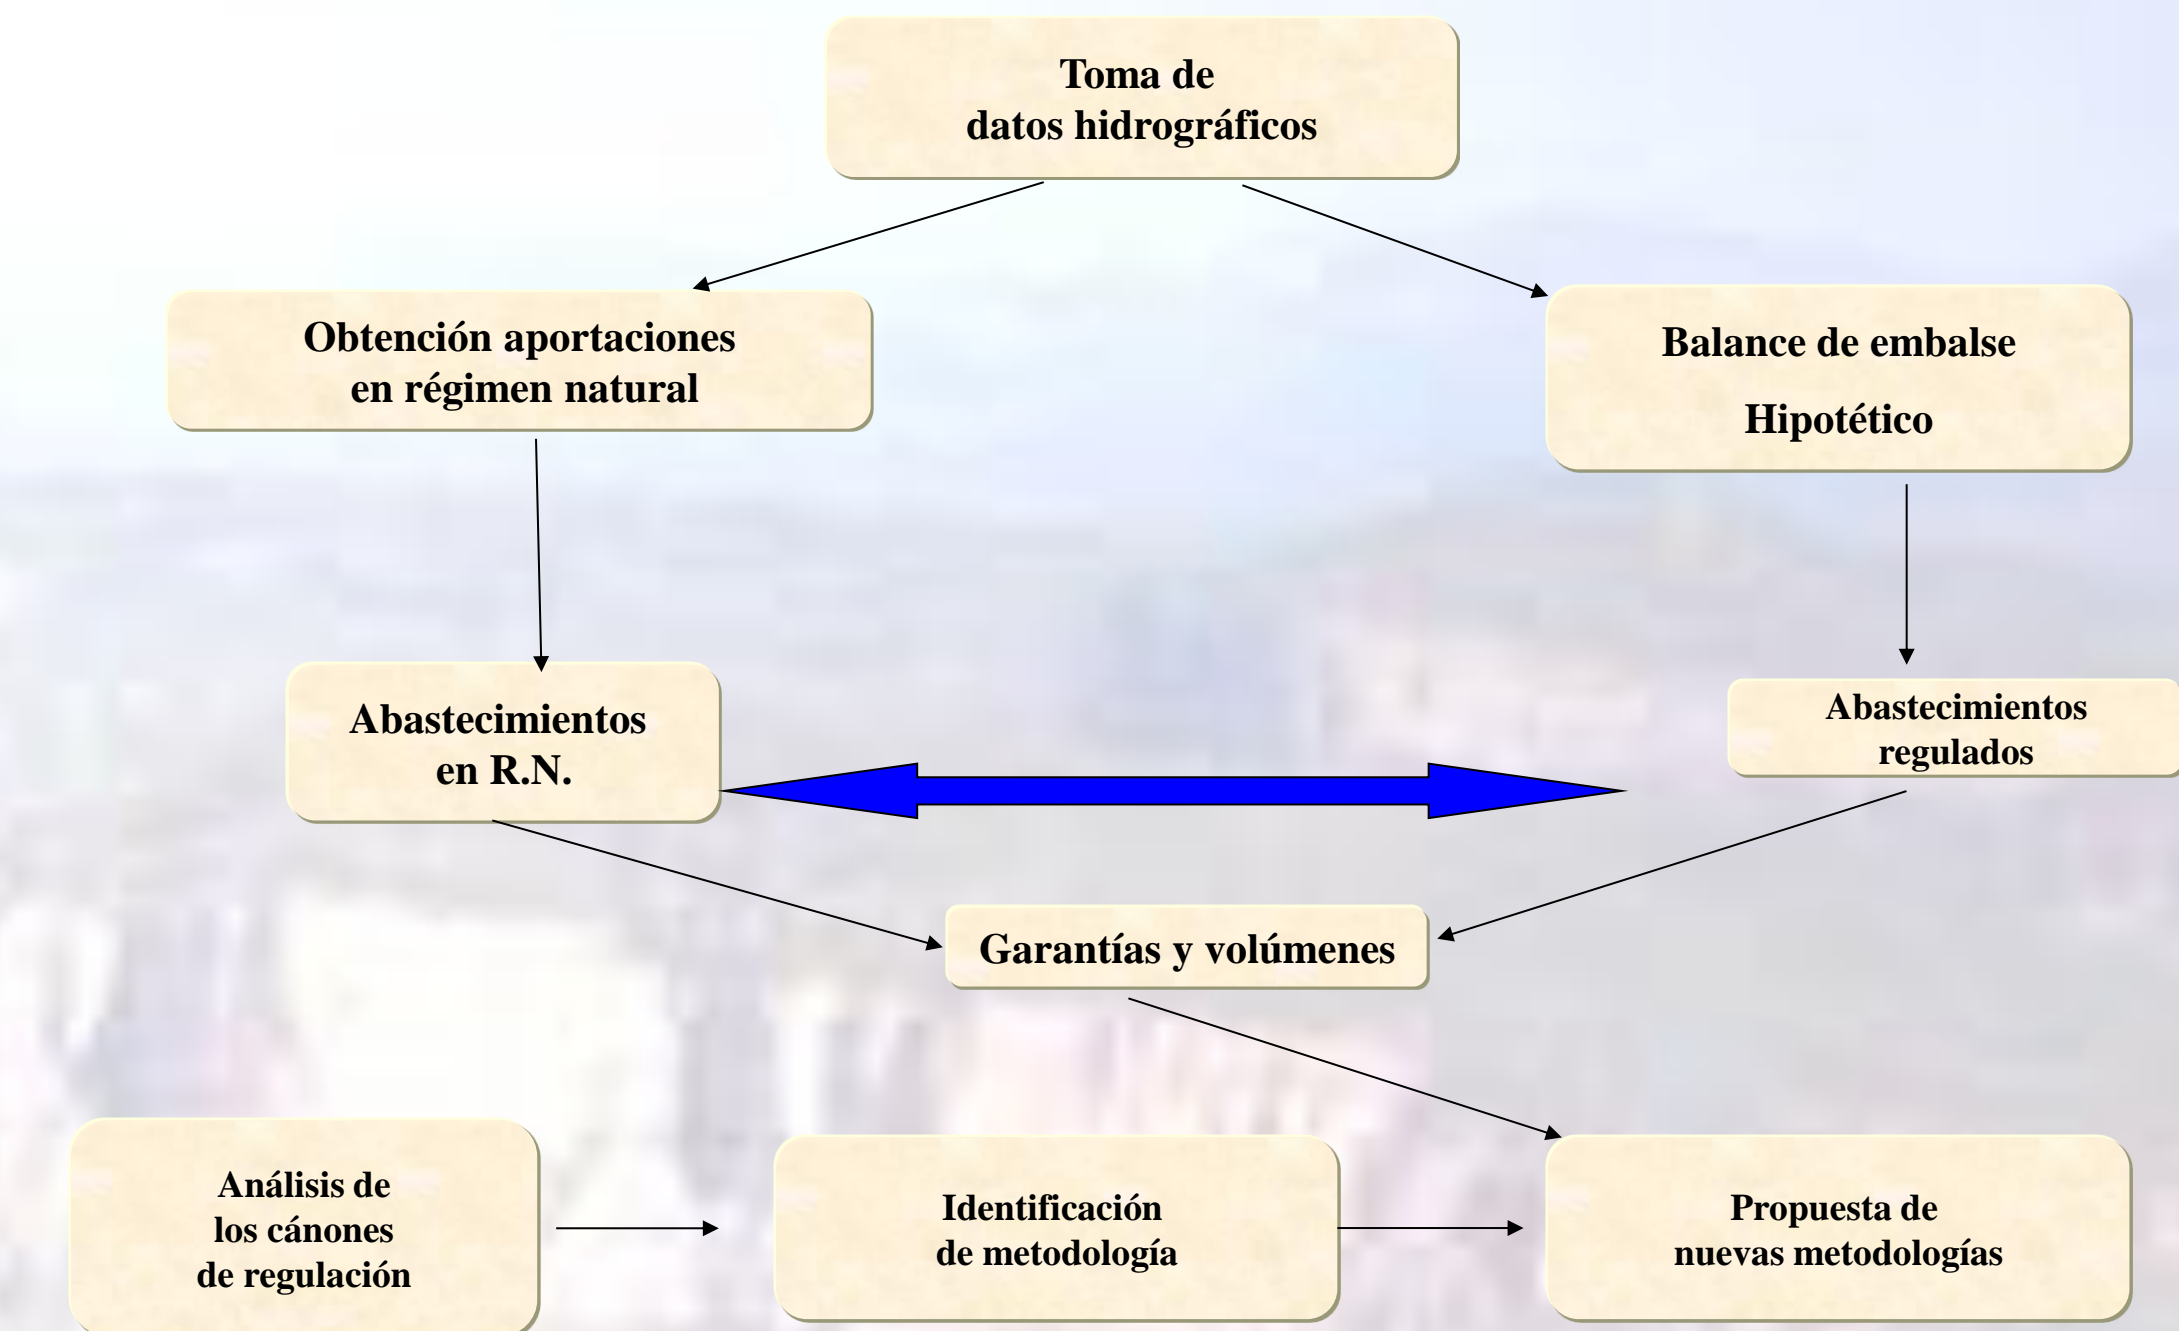 Toma de
datos hidrográficos
Obtención aportaciones
en régimen natural
Balance de embalse
Hipotético
Abastecimientos
en R.N.
Abastecimientos
regulados
Garantías y volúmenes
Análisis de
los cánones
de regulación
Identificación
de metodología
Propuesta de
nuevas metodologías